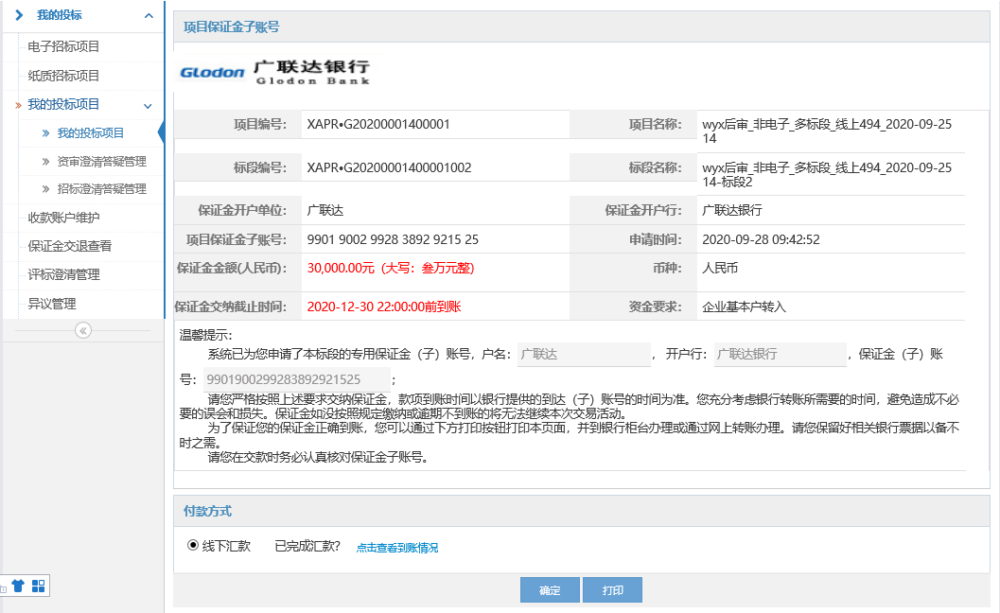 我的投标
电子招标项目
纸质招标项目
我的投标项目
我的投标项目
资审澄清答疑管理
招标澄清答疑管理
收款账户维护
保证金交退查看
评标澄清管理
异议管理
项目保证金子账号
Glodon 广联达银行
Glodon Bank
项目编号: XAPR•G20200001400001 项目名称: wyx后审_非电子_多标段_线上494_2020-09-25
14
标段编号: XAPR•G20200001400001002 标段名称: wyx后审_非电子_多标段_线上494_2020-09-25
14-标段2
保证金开户单位: 广联达 保证金开户行: 广联达银行
项目保证金子账号: 9901 9002 9928 3892 9215 25 申请时间: 2020-09-28 09:42:52
保证金金额(人民币): 30,000.00元（大写：叁万元整） 币种: 人民币
保证金交纳截止时间: 2020-12-30 22:00:00前到账 资金要求: 企业基本户转入
温馨提示:
系统已为您申请了本标段的专用保证金（子）账号，户名: 广联达 ，开户行: 广联达银行 ，保证金（子）账
号: 9901900299283892921525 ;
请您严格按照上述要求交纳保证金，款项到账时间以银行提供的到达（子）账号的时间为准。您充分考虑银行转账所需要的时间，避免造成不必
要的误会和损失。保证金如没按照规定缴纳或逾期不到账的将无法继续本次交易活动。
为了保证您的保证金正确到账，您可以通过下方打印按钮打印本页面，并到银行柜台办理或通过网上转账办理。请您保留好相关银行票据以备不
时之需。
请您在交款时务必认真核对保证金子账号。
付款方式
线下汇款 已完成汇款? 点击查看到账情况
确定 打印